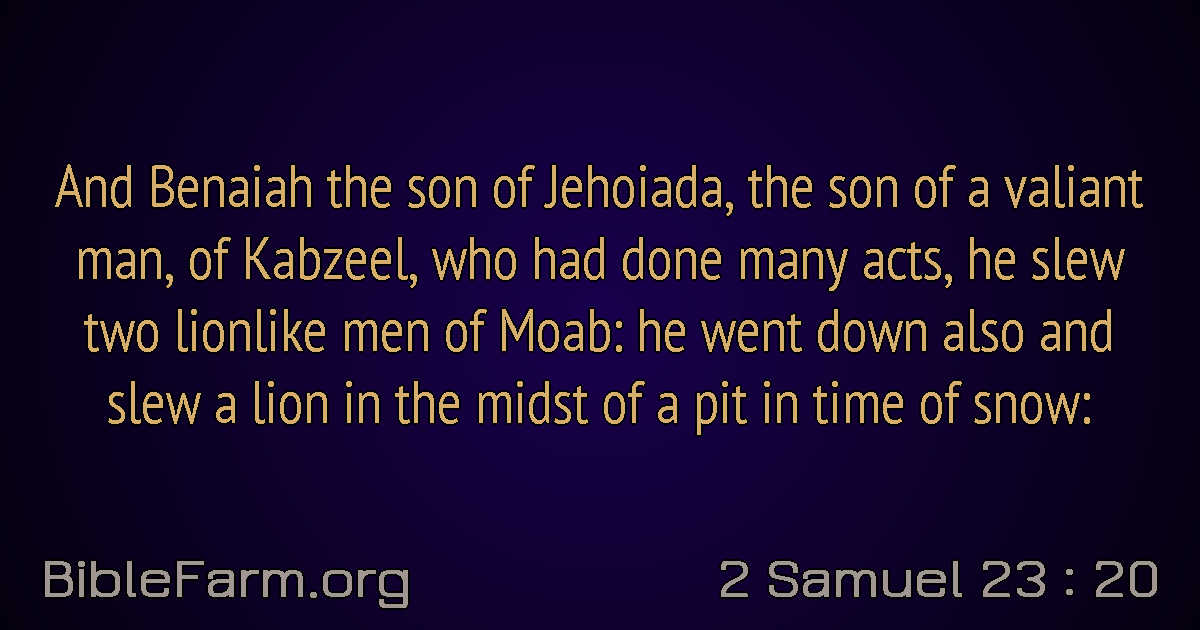 And Benaiah the son of Jehoiada, the son of a valiant
man, of Kabzeel, who had done many acts, he slew
two lionlike men of Moab: he went down also and
slew a lion in the midst of a pit in time of snow:
BibleFarm.org
2 Samuel 23 : 20